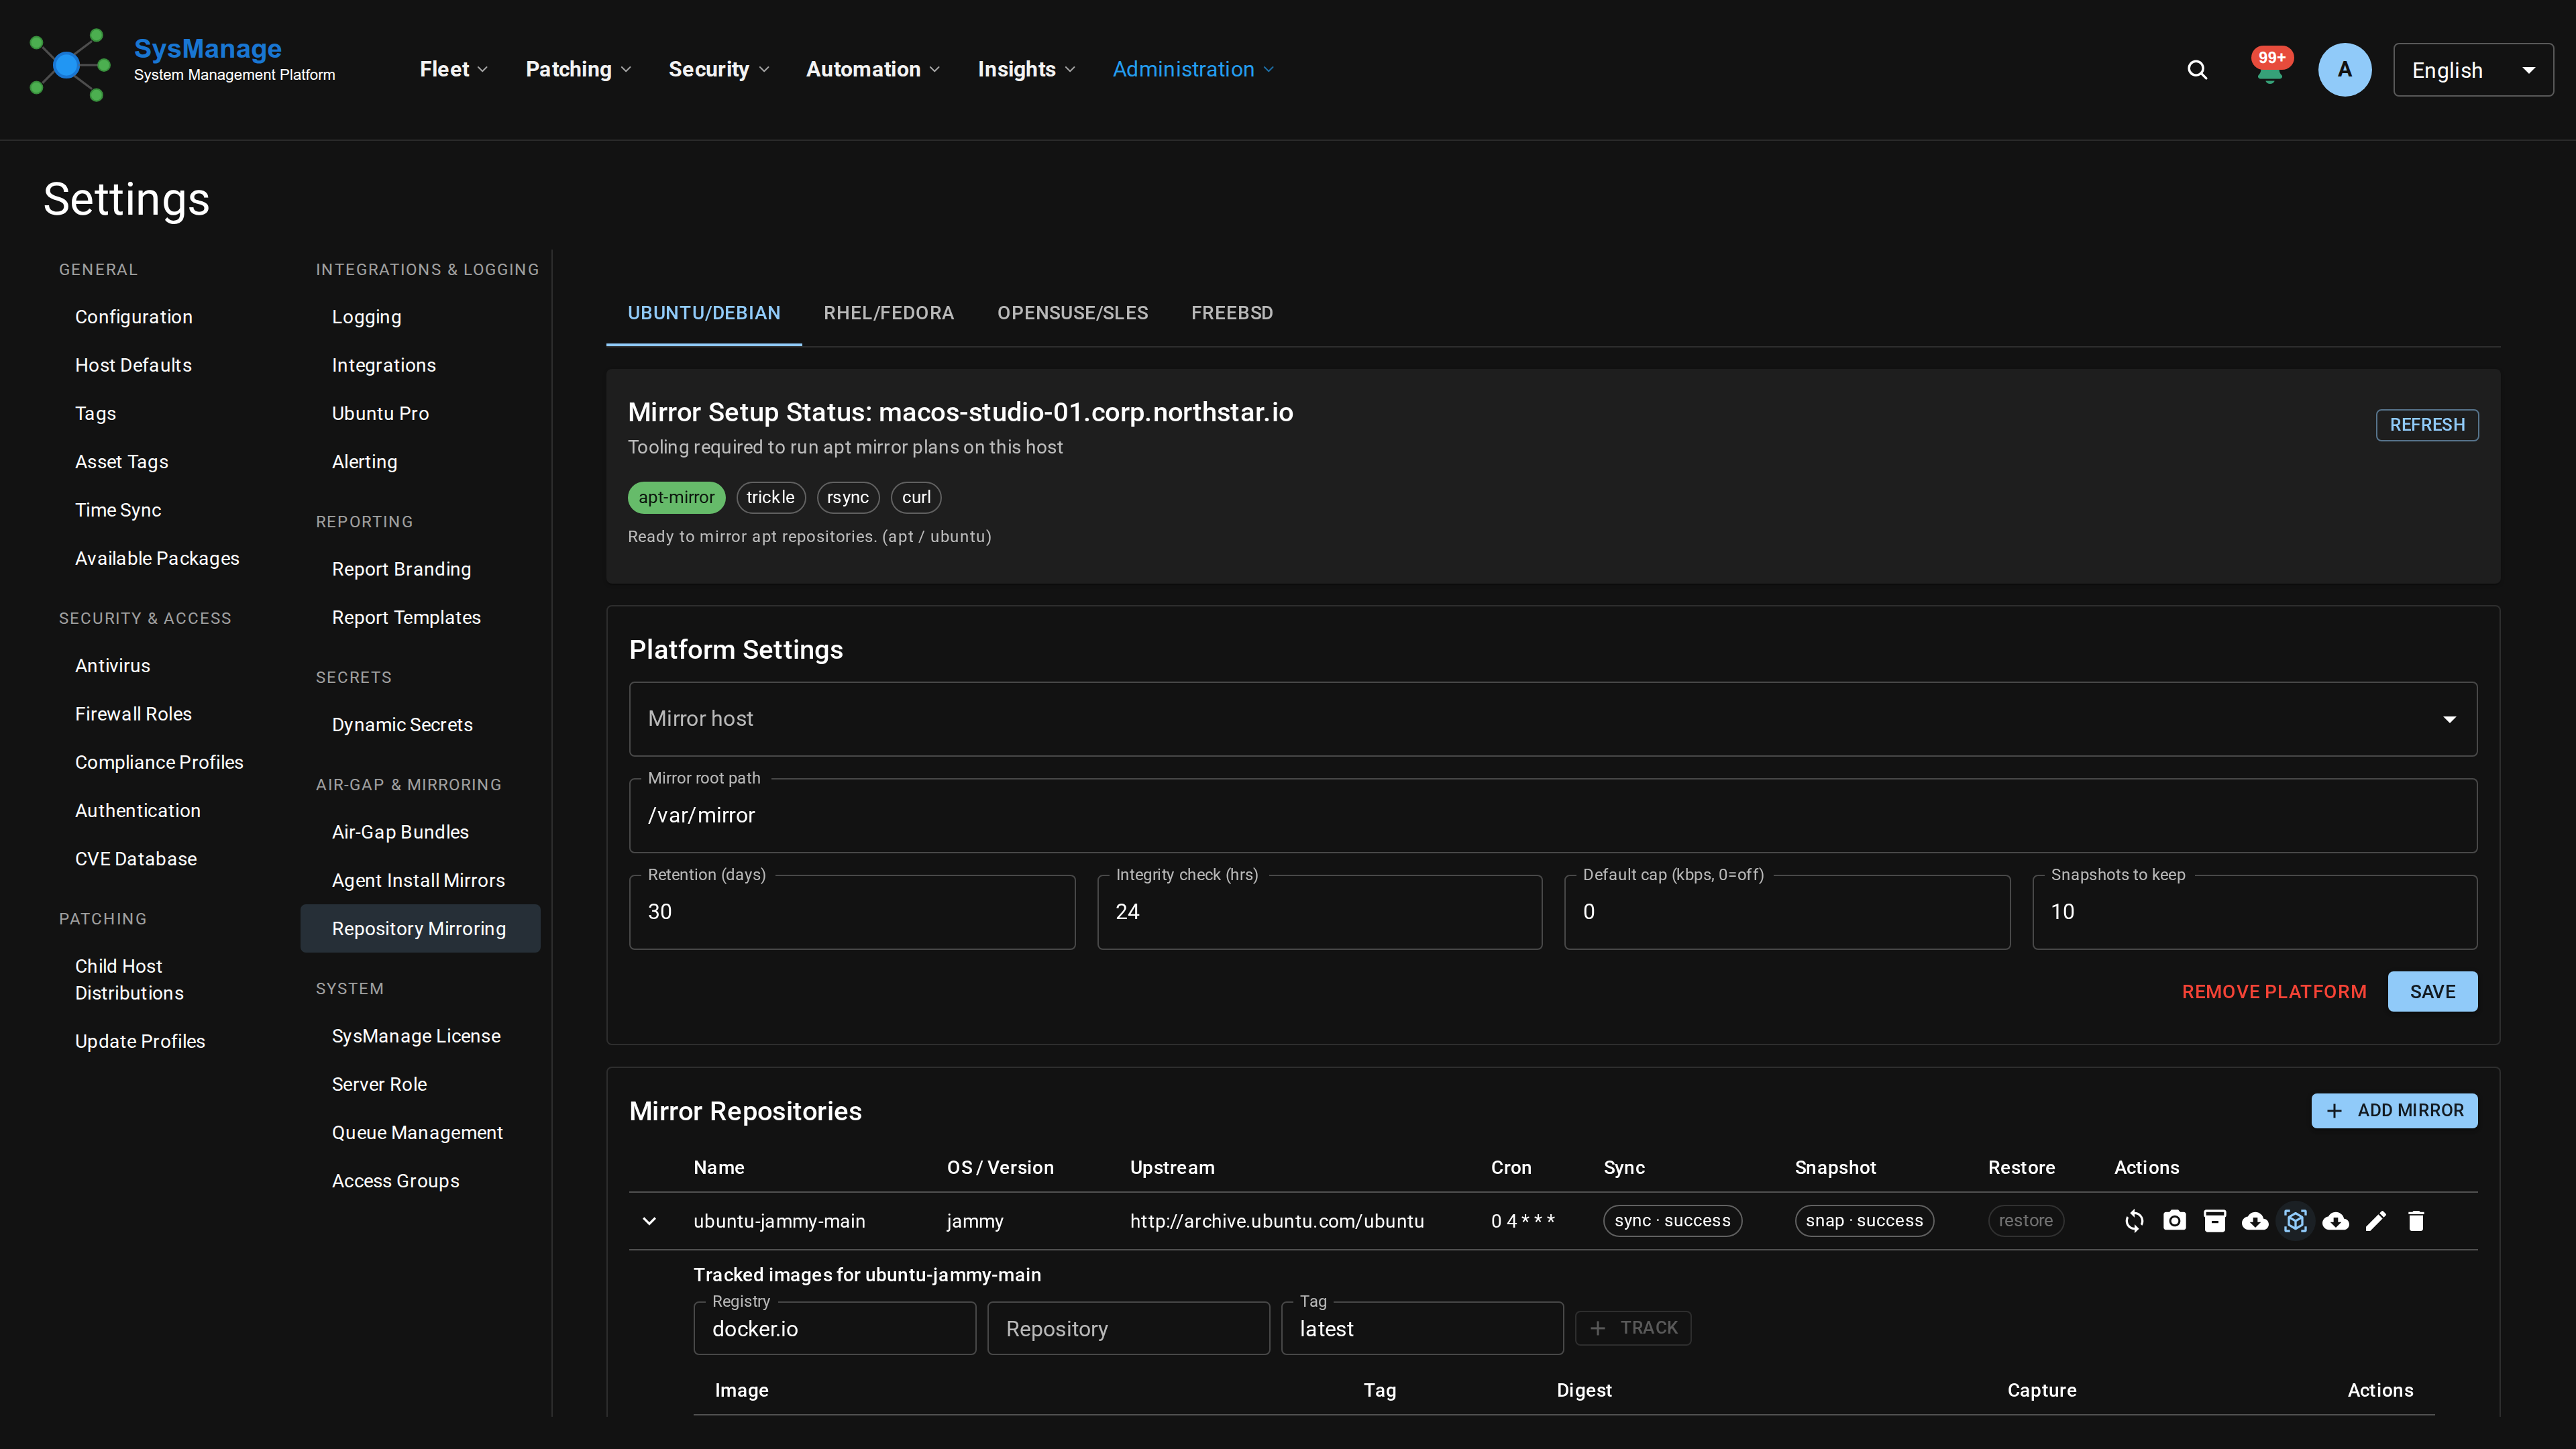 SysManage
System Management Platform
Fleet
Patching
Security
Automation
Insights
Administration
99+
A
English
Settings
GENERAL
Configuration
Host Defaults
Tags
Asset Tags
Time Sync
Available Packages
SECURITY & ACCESS
Antivirus
Firewall Roles
Compliance Profiles
Authentication
CVE Database
PATCHING
Child Host
Distributions
Update Profiles
INTEGRATIONS & LOGGING
Logging
Integrations
Ubuntu Pro
Alerting
REPORTING
Report Branding
Report Templates
SECRETS
Dynamic Secrets
AIR-GAP & MIRRORING
Air-Gap Bundles
Agent Install Mirrors
Repository Mirroring
SYSTEM
SysManage License
Server Role
Queue Management
Access Groups
UBUNTU/DEBIAN RHEL/FEDORA OPENSUSE/SLES FREEBSD
Mirror Setup Status: macos-studio-01.corp.northstar.io
REFRESH
Tooling required to run apt mirror plans on this host
apt-mirror trickle rsync curl
Ready to mirror apt repositories. (apt / ubuntu)
Platform Settings
Mirror host
Mirror root path
/var/mirror
Retention (days) Integrity check (hrs) Default cap (kbps, 0=off) Snapshots to keep
30 24 0 10
REMOVE PLATFORM SAVE
Mirror Repositories
ADD MIRROR
Name OS / Version Upstream Cron Sync Snapshot Restore Actions
ubuntu-jammy-main jammy http://archive.ubuntu.com/ubuntu 0 4 * * * sync · success snap · success restore
Tracked images for ubuntu-jammy-main
Registry Tag
docker.io Repository latest TRACK
Image Tag Digest Capture Actions